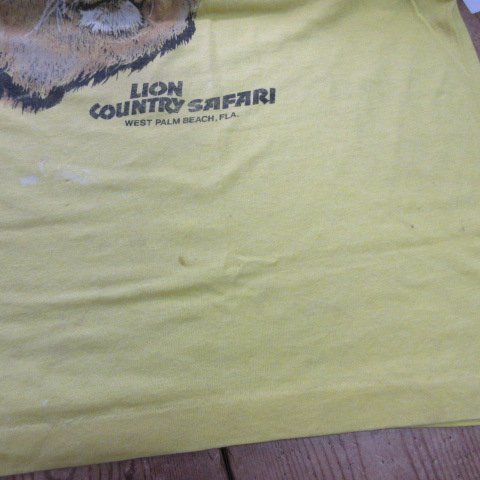 LION
COUNTRY SAFARI
WEST PALM BEACH, FLA.